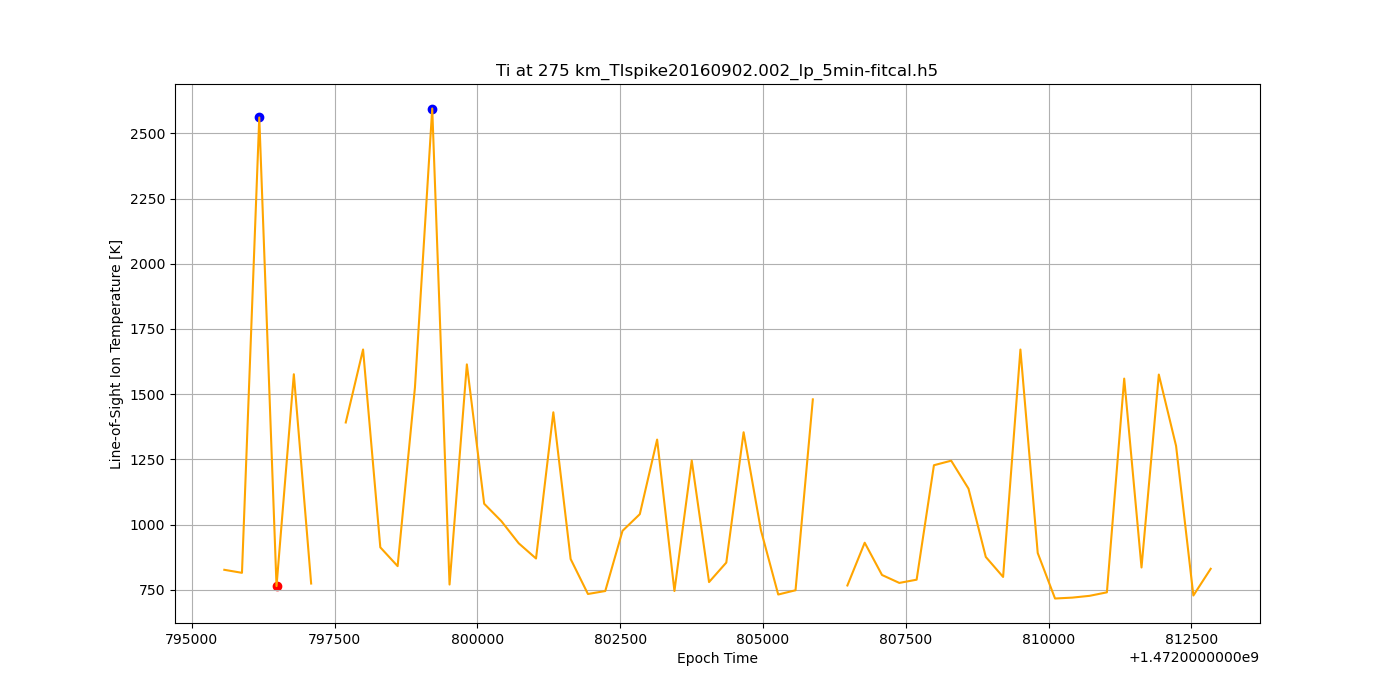 Ti at 275 km_TIspike20160902.002_lp_5min-fitcal.h5
Line-of-Sight Ion Temperature [K]
2500
2250
2000
1750
1500
1250
1000
750
795000 797500 800000 802500 805000 807500 810000 812500
Epoch Time
+1.4720000000e9